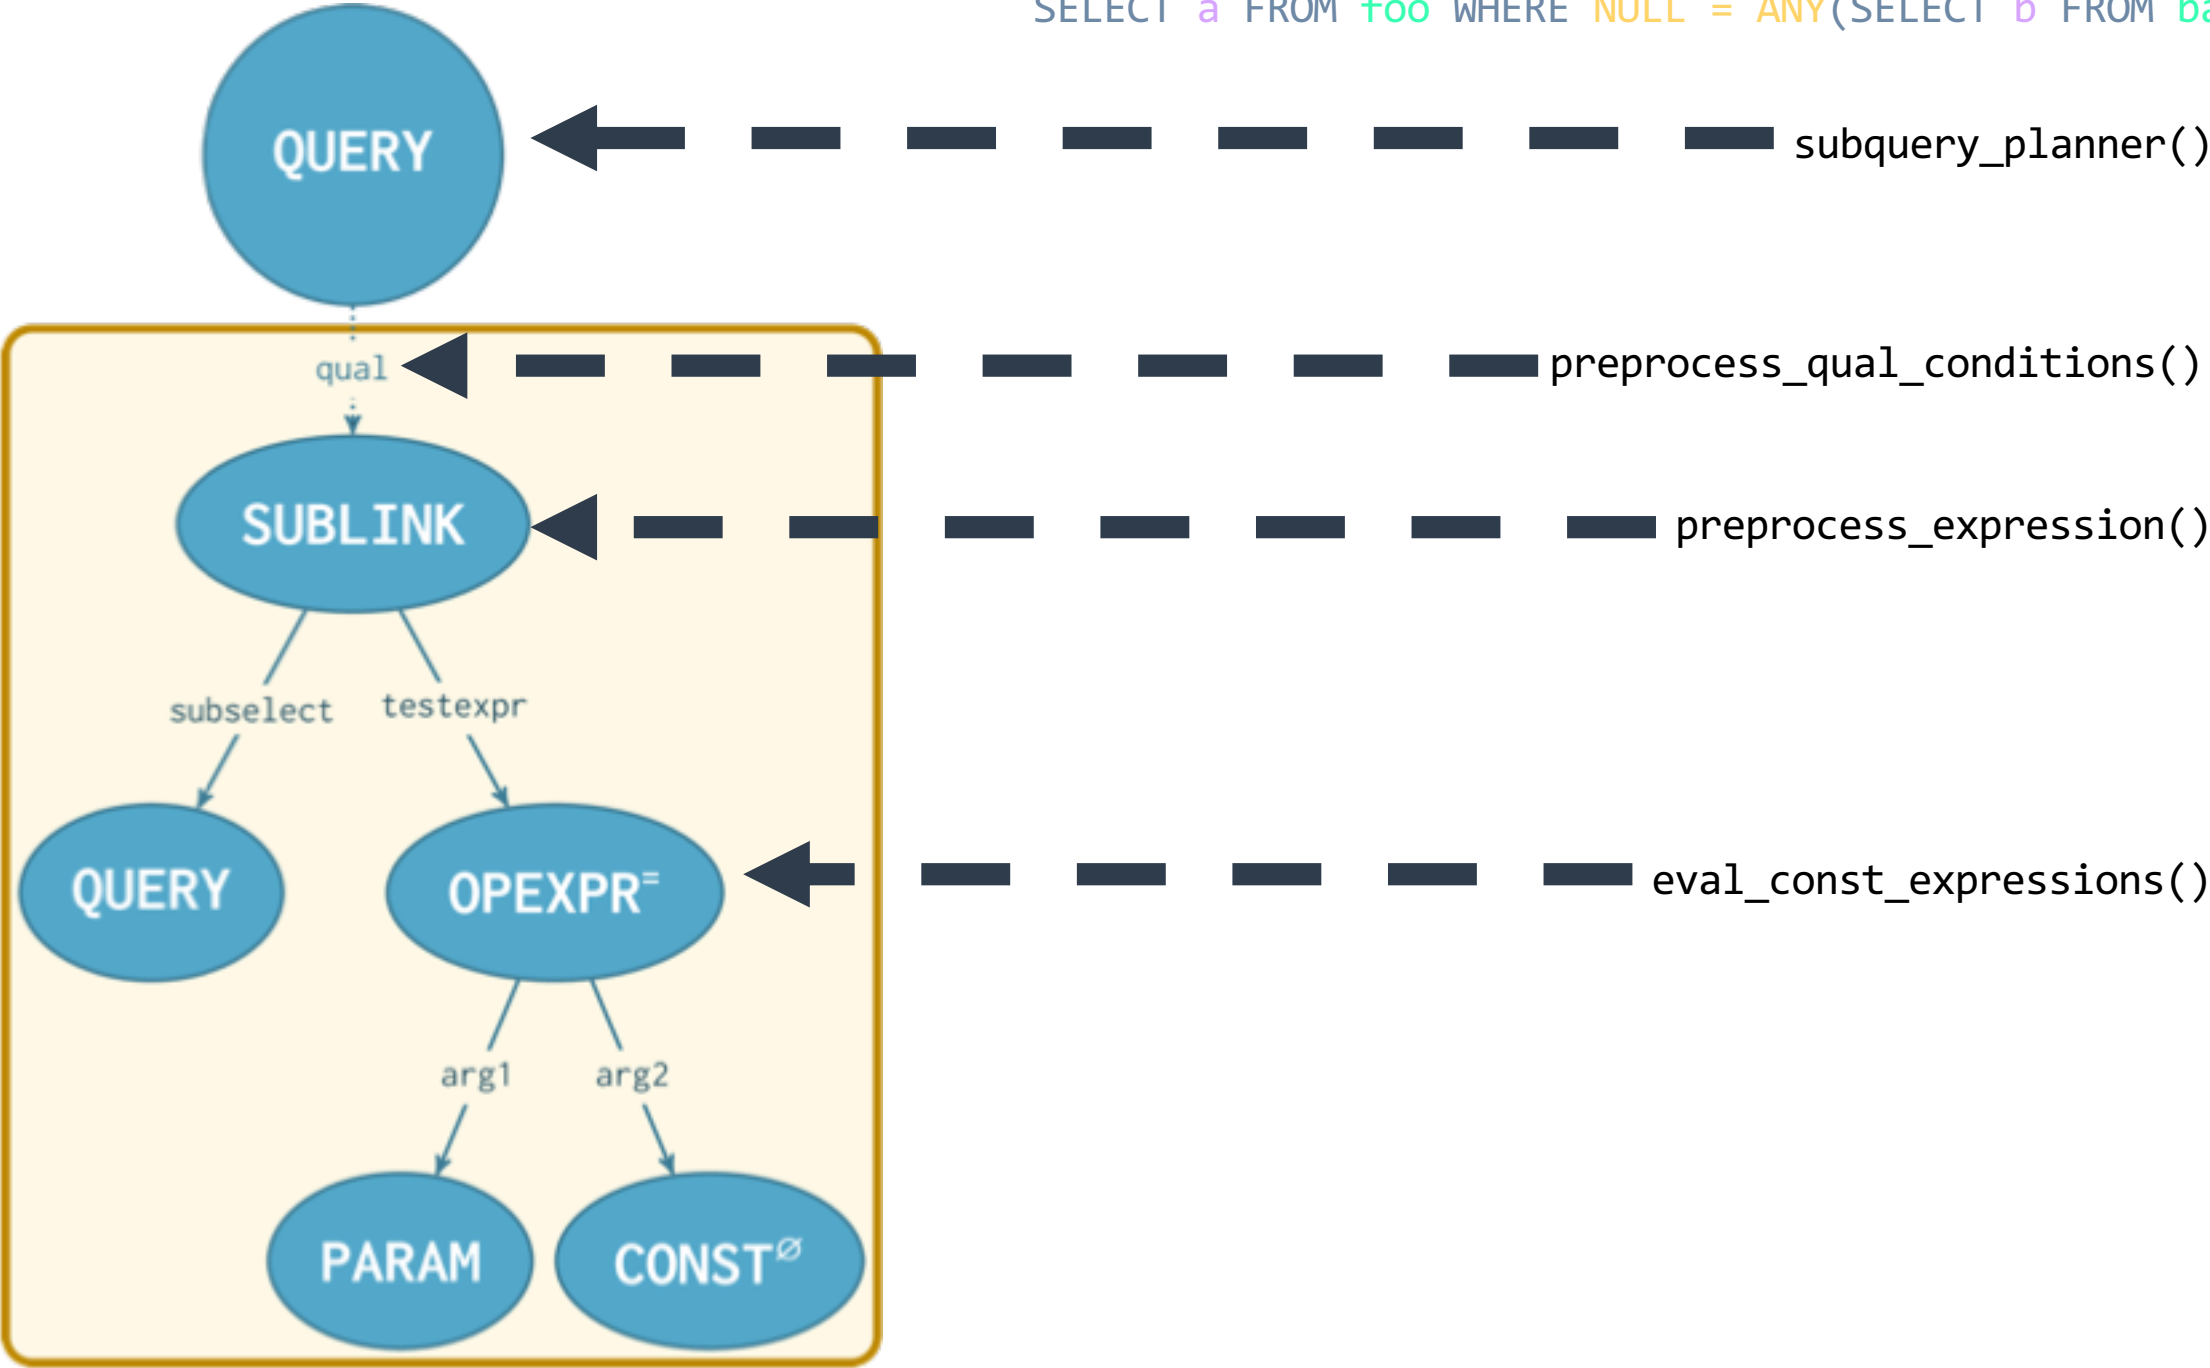 SELECT a FROM foo WHERE NULL = ANY(SELECT b FROM
QUERY
subquery_planner()
qual
preprocess_qual_conditions()
SUBLINK
preprocess_expression()
subselect
testexpr
QUERY
OPEXPR=
eval_const_expressions()
arg1
arg2
PARAM
CONST∅